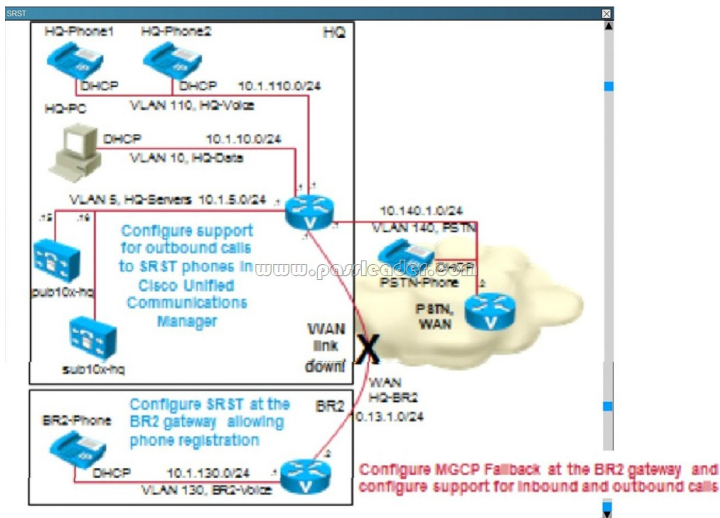 SRST
HQ-Phone1
HQ-Phone2
HQ
DHCP
DHCP
10.1.110.0/24
VLAN 110, HQ-Voice
HQ-PC
DHCP
10.1.10.0/24
VLAN 10, HQ-Data
.1
.1
.1
VLAN 5, HQ-Servers 10.1.5.0/24
.1
.15
.16
V
.1
.1
10.140.1.0/24
VLAN 140, PSTN
Configure support
for outbound calls
to SRST phones in
Cisco Unified
Communications
Manager
www.passleader.com
DHCP
PSTN-Phone
.2
PSTN,
WAN
pub10x-hq
sub10x-hq
WAN
link
down!
X
WAN
HQ-BR2
10.13.1.0/24
Configure SRST at the
BR2 gateway allowing
phone registration
BR2
BR2-Phone
DHCP
10.1.130.0/24
VLAN 130, BR2-Voice
.1
.2
V
Configure MGCP Fallback at the BR2 gateway and
configure support for inbound and outbound calls